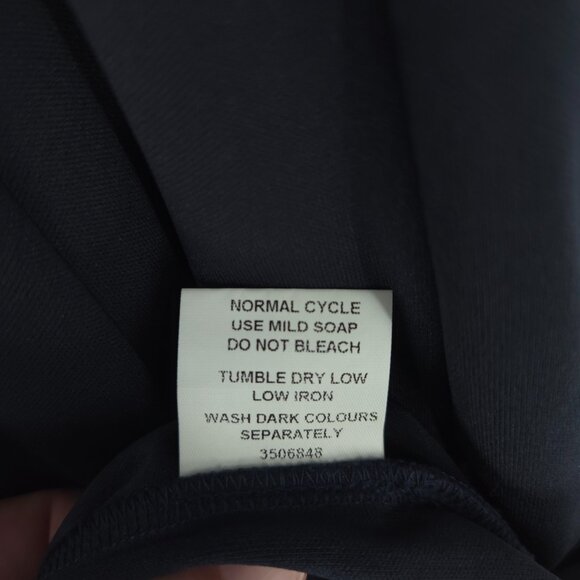 NORMAL CYCLE
USE MILD SOAP
DO NOT BLEACH
TUMBLE DRY LOW
LOW IRON
WASH DARK COLOURS
SEPARATELY
3506848